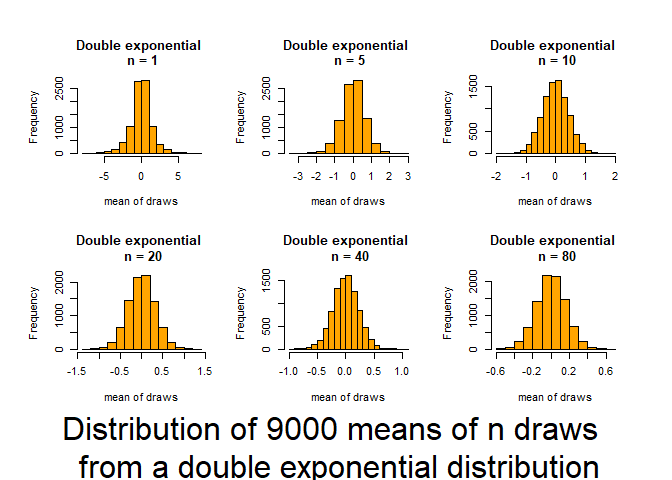 Double exponential
n = 1
Frequency
0 1000 2500
-5 0 5
mean of draws
Double exponential
n = 5
Frequency
0 1000 2500
-3 -2 -1 0 1 2 3
mean of draws
Double exponential
n = 10
Frequency
0 500 1500
-2 -1 0 1 2
mean of draws
Double exponential
n = 20
Frequency
0 1000 2000
-1.5 -0.5 0.5 1.5
mean of draws
Double exponential
n = 40
Frequency
0 500 1500
-1.0 -0.5 0.0 0.5 1.0
mean of draws
Double exponential
n = 80
Frequency
0 1000 2000
-0.6 -0.2 0.2 0.6
mean of draws
Distribution of 9000 means of n draws
from a double exponential distribution